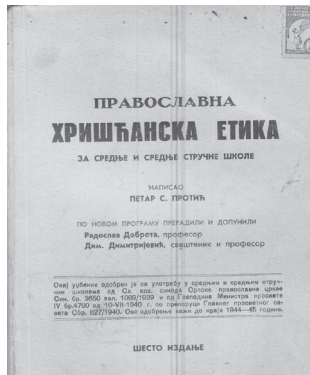 ПРАВОСЛАВНА
ХРИШЋАНСКА ЕТИКА
ЗА СРЕДЊЕ И СРЕДЊЕ СТРУЧНЕ ШКОЛЕ
НАПИСАО
ПЕТАР С. ПРОТИЋ
ПО НОВОМ ПРОГРАМУ ПРЕРАДИЛИ И ДОПУНИЛИ
Радослав Доброта, професор
Дим. Димитријевић, свештеник и професор
Овај уџбеник одобрен је за употребу у средњим и средњим струч-
ним школама од Св. арх. синода Српске православне цркве
Син. бр. 9650 зап. 1080/1939 и од Господина Министра просвете
IV бр.4780 од 10-VII-1940 г. по препоруци Главног просветног са-
вета Сбр. 827/1940. Ово одобрење важи до краја 1944—45 године.
ШЕСТО ИЗДАЊЕ